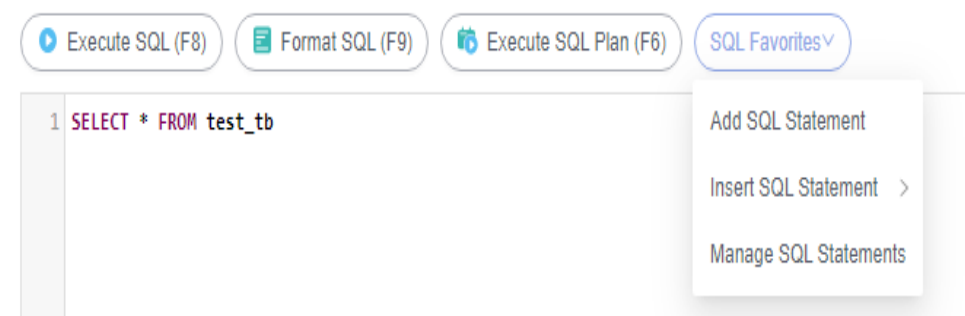 Execute SQL (F8) Format SQL (F9) Execute SQL Plan (F6) SQL Favorites
1 SELECT * FROM test_tb
Add SQL Statement
Insert SQL Statement
Manage SQL Statements